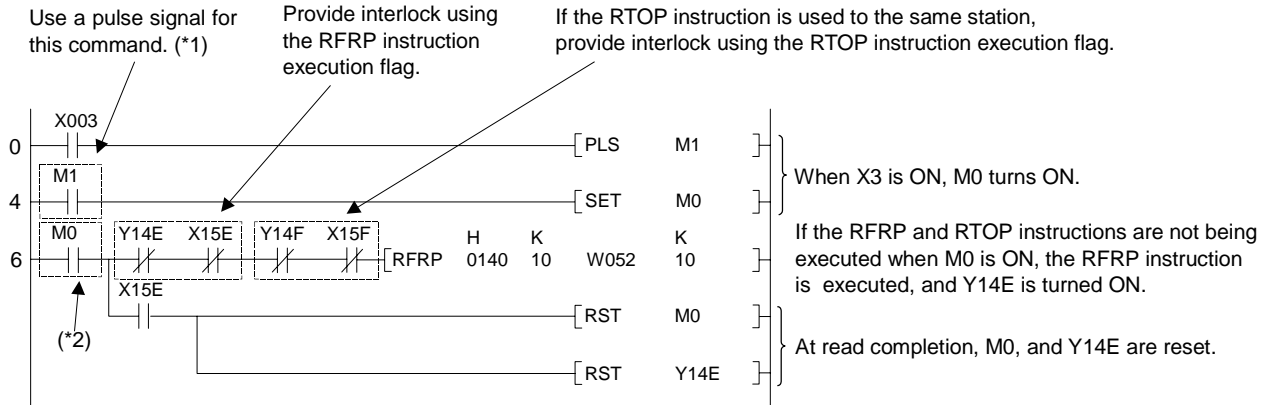 Use a pulse signal for
this command. (*1)
Provide interlock using
the RFRP instruction
execution flag.
If the RTOP instruction is used to the same station,
provide interlock using the RTOP instruction execution flag.
X003
0 PLS M1
M1
When X3 is ON, M0 turns ON.
4 SET M0
M0 Y14E X15E Y14F X15F H K K
6 RFRP 0140 10 W052 10
If the RFRP and RTOP instructions are not being
executed when M0 is ON, the RFRP instruction
is executed, and Y14E is turned ON.
X15E
RST M0
(*2)
At read completion, M0, and Y14E are reset.
RST Y14E